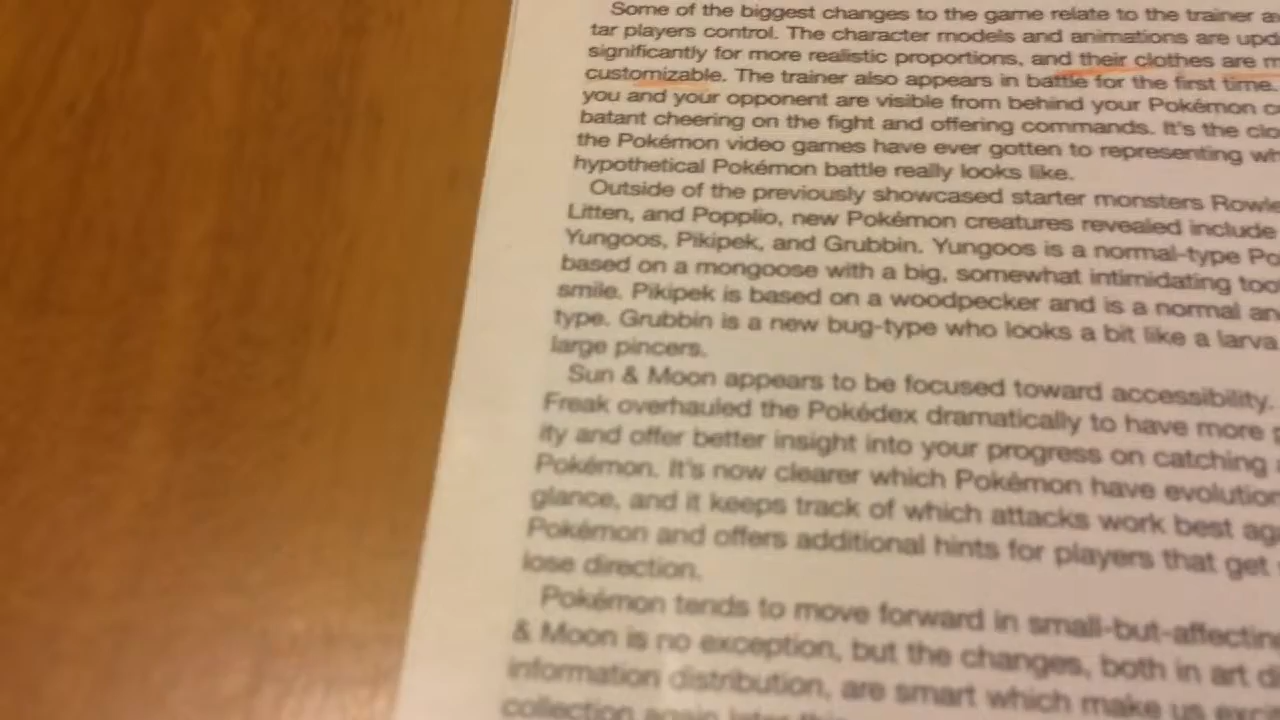 Some of the biggest changes to the game relate to the trainer
tar players control. The character models and animations are
significantly for more realistic proportions, and their clothes are
customizable. The trainer also appears in battle for the first time.
you and your opponent are visible from behind your Pokémon
batant cheering on the fight and offering commands. It's the
the Pokémon video games have ever gotten to representing
hypothetical Pokémon battle really looks like.
Outside of the previously showcased starter monsters
Litten, and Popplio, new Pokémon creatures revealed include
Yungoos, Pikipek, and Grubbin. Yungoos is a normal-type
based on a mongoose with a big, somewhat intimidating
smile. Pikipek is based on a woodpecker and is a normal
type. Grubbin is a new bug-type who looks a bit like a larva
large pincers.
Sun & Moon appears to be focused toward accessibility.
Freak overhauled the Pokédex dramatically to have more
ity and offer better insight into your progress on catching
Pokémon. It's now clearer which Pokémon have
glance, and it keeps track of which attacks work best
Pokémon and offers additional hints for players that get
lose direction.
Pokémon tends to move forward in
& Moon is no exception, but the changes, both in art
information distribution, are smart which make us
collection again later